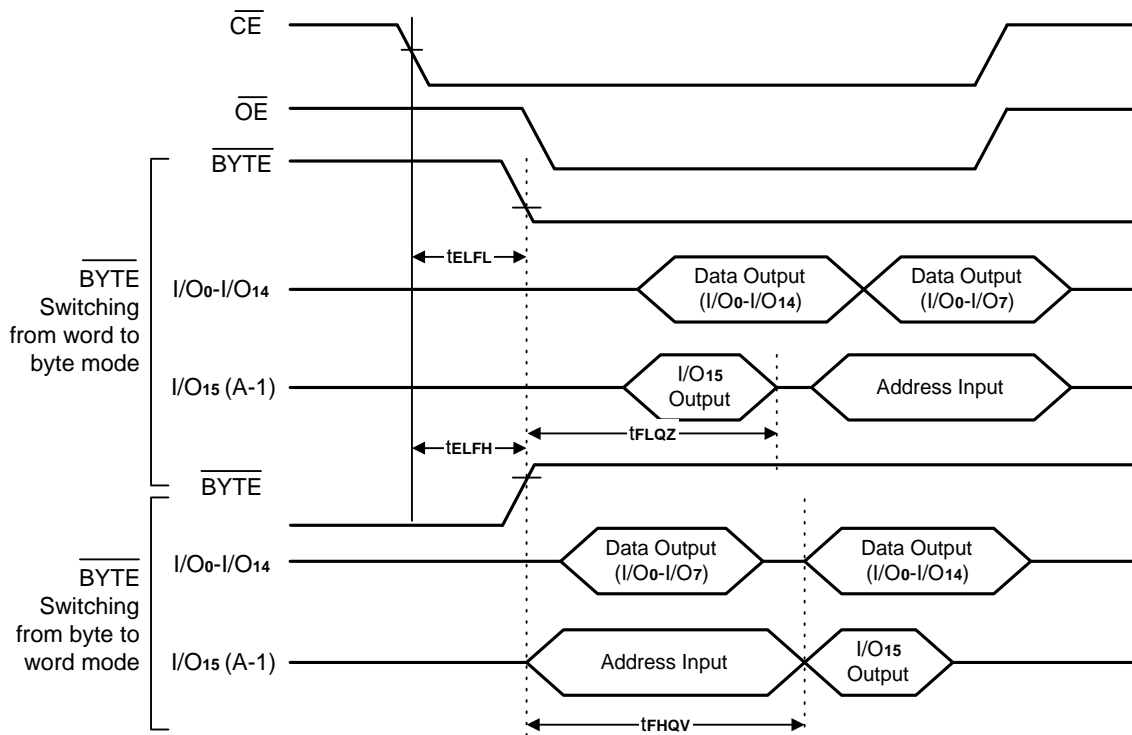 CE
OE
BYTE
tELFL
BYTE
Switching
from word to
byte mode
I/O0-I/O14
Data Output
(I/O0-I/O14)
Data Output
(I/O0-I/O7)
I/O15 (A-1)
I/O15
Output
Address Input
tELFH
tFLQZ
BYTE
BYTE
Switching
from byte to
word mode
I/O0-I/O14
Data Output
(I/O0-I/O7)
Data Output
(I/O0-I/O14)
I/O15 (A-1)
Address Input
I/O15
Output
tFHQV